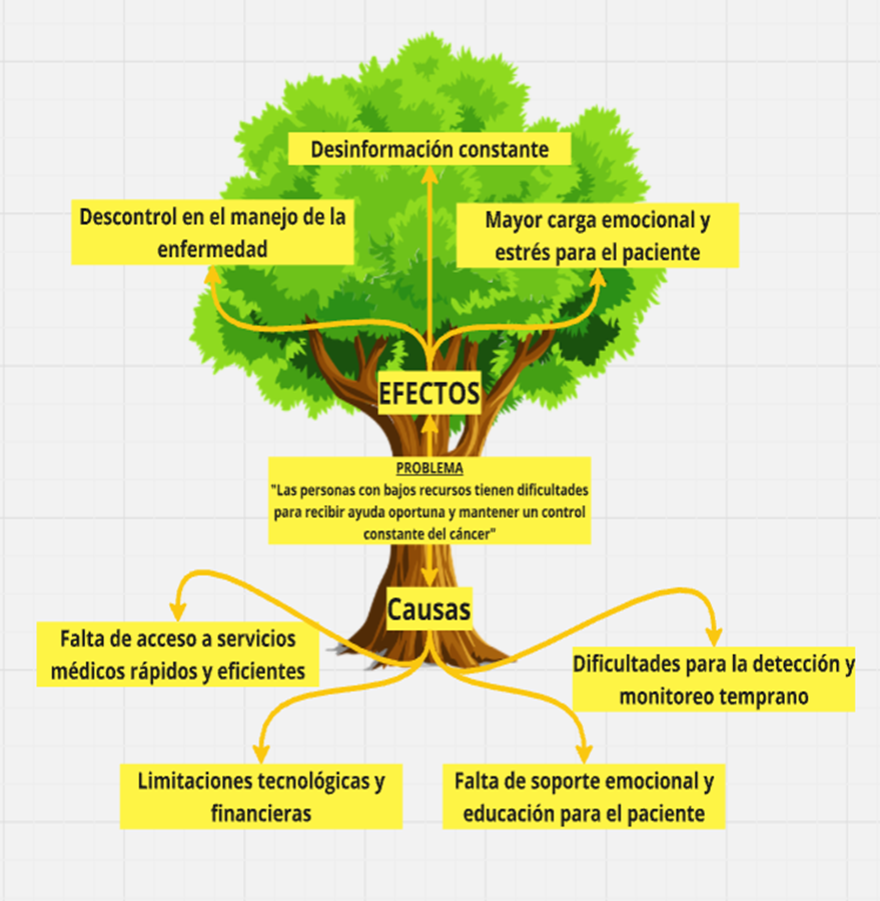 Desinformación constante
Descontrol en el manejo de la
enfermedad
Mayor carga emocional y
estrés para el paciente
EFECTOS
PROBLEMA
"Las personas con bajos recursos tienen dificultades
para recibir ayuda oportuna y mantener un control
constante del cáncer"
Causas
Falta de acceso a servicios
médicos rápidos y eficientes
Dificultades para la detección y
monitoreo temprano
Limitaciones tecnológicas y
financieras
Falta de soporte emocional y
educación para el paciente